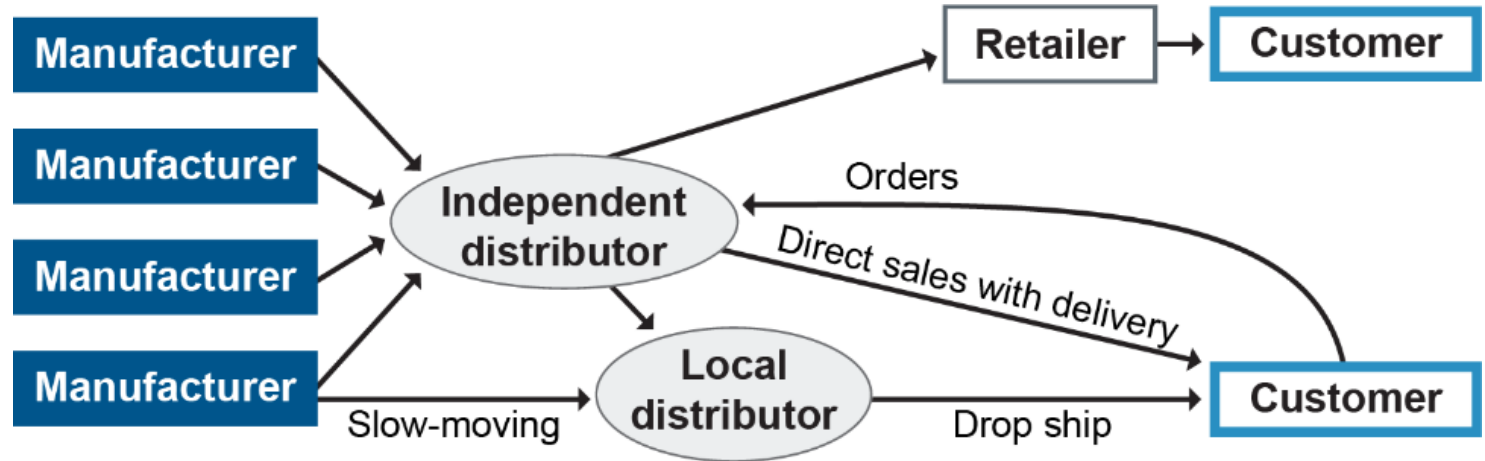 Manufacturer
Retailer
Customer
Manufacturer
Orders
Independent
distributor
Direct sales with delivery
Manufacturer
Manufacturer
Slow-moving
Local
distributor
Drop ship
Customer